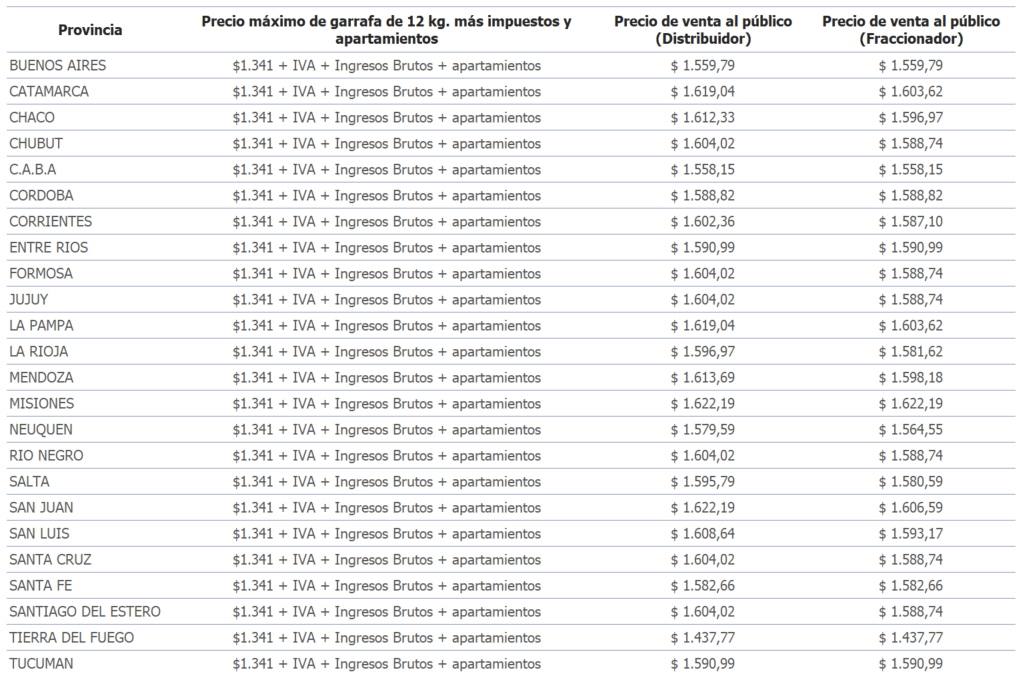 Provincia Precio máximo de garrafa de 12 kg. más impuestos y apartamientos Precio de venta al público (Distribuidor) Precio de venta al público (Fraccionador)
BUENOS AIRES $1.341 + IVA + Ingresos Brutos + apartamientos $ 1.559,79 $ 1.559,79
CATAMARCA $1.341 + IVA + Ingresos Brutos + apartamientos $ 1.619,04 $ 1.603,62
CHACO $1.341 + IVA + Ingresos Brutos + apartamientos $ 1.612,33 $ 1.596,97
CHUBUT $1.341 + IVA + Ingresos Brutos + apartamientos $ 1.604,02 $ 1.588,74
C.A.B.A $1.341 + IVA + Ingresos Brutos + apartamientos $ 1.558,15 $ 1.558,15
CORDOBA $1.341 + IVA + Ingresos Brutos + apartamientos $ 1.588,82 $ 1.588,82
CORRIENTES $1.341 + IVA + Ingresos Brutos + apartamientos $ 1.602,36 $ 1.587,10
ENTRE RIOS $1.341 + IVA + Ingresos Brutos + apartamientos $ 1.590,99 $ 1.590,99
FORMOSA $1.341 + IVA + Ingresos Brutos + apartamientos $ 1.604,02 $ 1.588,74
JUJUY $1.341 + IVA + Ingresos Brutos + apartamientos $ 1.604,02 $ 1.588,74
LA PAMPA $1.341 + IVA + Ingresos Brutos + apartamientos $ 1.619,04 $ 1.603,62
LA RIOJA $1.341 + IVA + Ingresos Brutos + apartamientos $ 1.596,97 $ 1.581,62
MENDOZA $1.341 + IVA + Ingresos Brutos + apartamientos $ 1.613,69 $ 1.598,18
MISIONES $1.341 + IVA + Ingresos Brutos + apartamientos $ 1.622,19 $ 1.622,19
NEUQUEN $1.341 + IVA + Ingresos Brutos + apartamientos $ 1.579,59 $ 1.564,55
RIO NEGRO $1.341 + IVA + Ingresos Brutos + apartamientos $ 1.604,02 $ 1.588,74
SALTA $1.341 + IVA + Ingresos Brutos + apartamientos $ 1.595,79 $ 1.580,59
SAN JUAN $1.341 + IVA + Ingresos Brutos + apartamientos $ 1.622,19 $ 1.606,59
SAN LUIS $1.341 + IVA + Ingresos Brutos + apartamientos $ 1.608,64 $ 1.593,17
SANTA CRUZ $1.341 + IVA + Ingresos Brutos + apartamientos $ 1.604,02 $ 1.588,74
SANTA FE $1.341 + IVA + Ingresos Brutos + apartamientos $ 1.582,66 $ 1.582,66
SANTIAGO DEL ESTERO $1.341 + IVA + Ingresos Brutos + apartamientos $ 1.604,02 $ 1.588,74
TIERRA DEL FUEGO $1.341 + IVA + Ingresos Brutos + apartamientos $ 1.437,77 $ 1.437,77
TUCUMAN $1.341 + IVA + Ingresos Brutos + apartamientos $ 1.590,99 $ 1.590,99